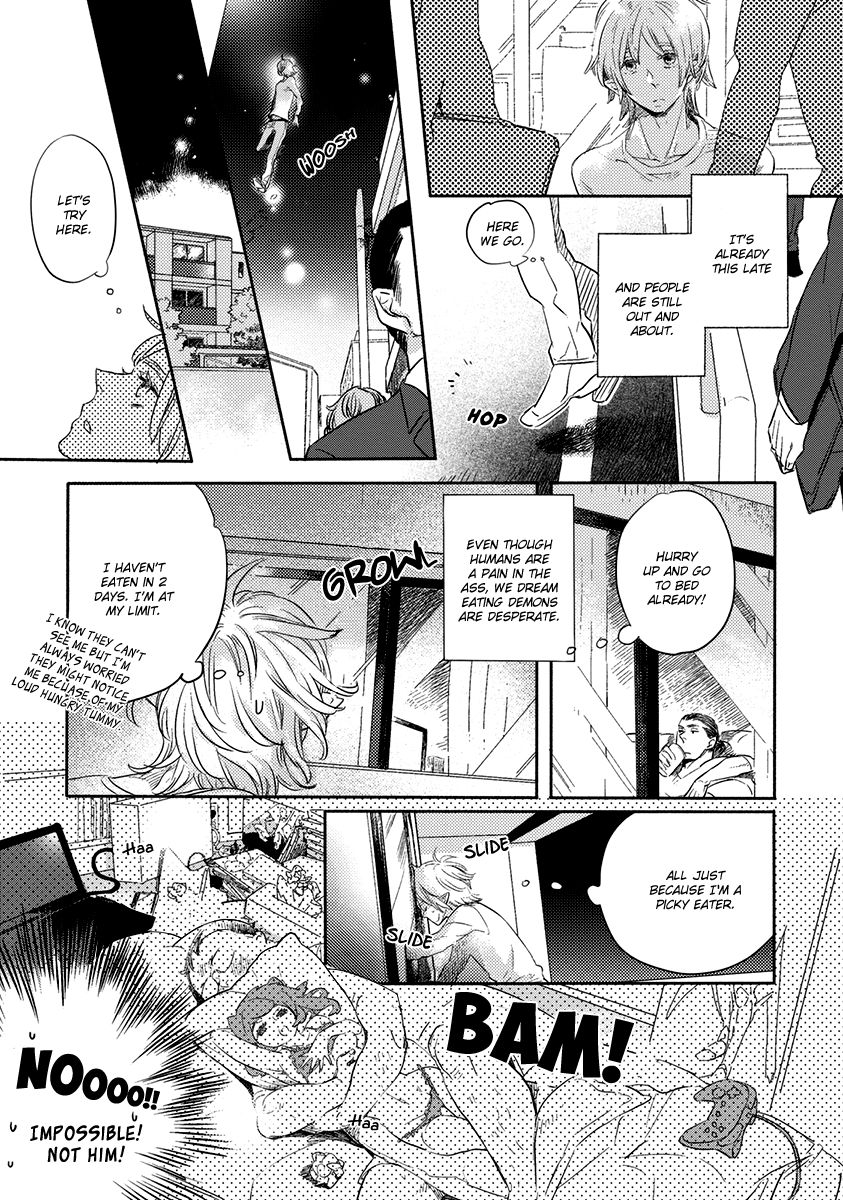 IT'S
ALREADY
THIS LATE
AND PEOPLE
ARE STILL
OUT AND
ABOUT.
HERE
WE GO.
HOP
WOOSH
LET'S
TRY
HERE.
HURRY
UP AND GO
TO BED
ALREADY!
EVEN THOUGH
HUMANS ARE
A PAIN IN THE
ASS, WE DREAM
EATING DEMONS
ARE DESPERATE.
GROWL
I HAVEN'T
EATEN IN 2
DAYS. I'M AT
MY LIMIT.
I KNOW THEY CAN'T
SEE ME BUT I'M
ALWAYS WORRIED
THEY MIGHT NOTICE
ME BECUASE OF MY
LOUD HUNGRY TUMMY
ALL JUST
BECAUSE I'M A
PICKY EATER.
SLIDE
SLIDE
HAA
BAM!
HAA
NOOOO!!
IMPOSSIBLE!
NOT HIM!